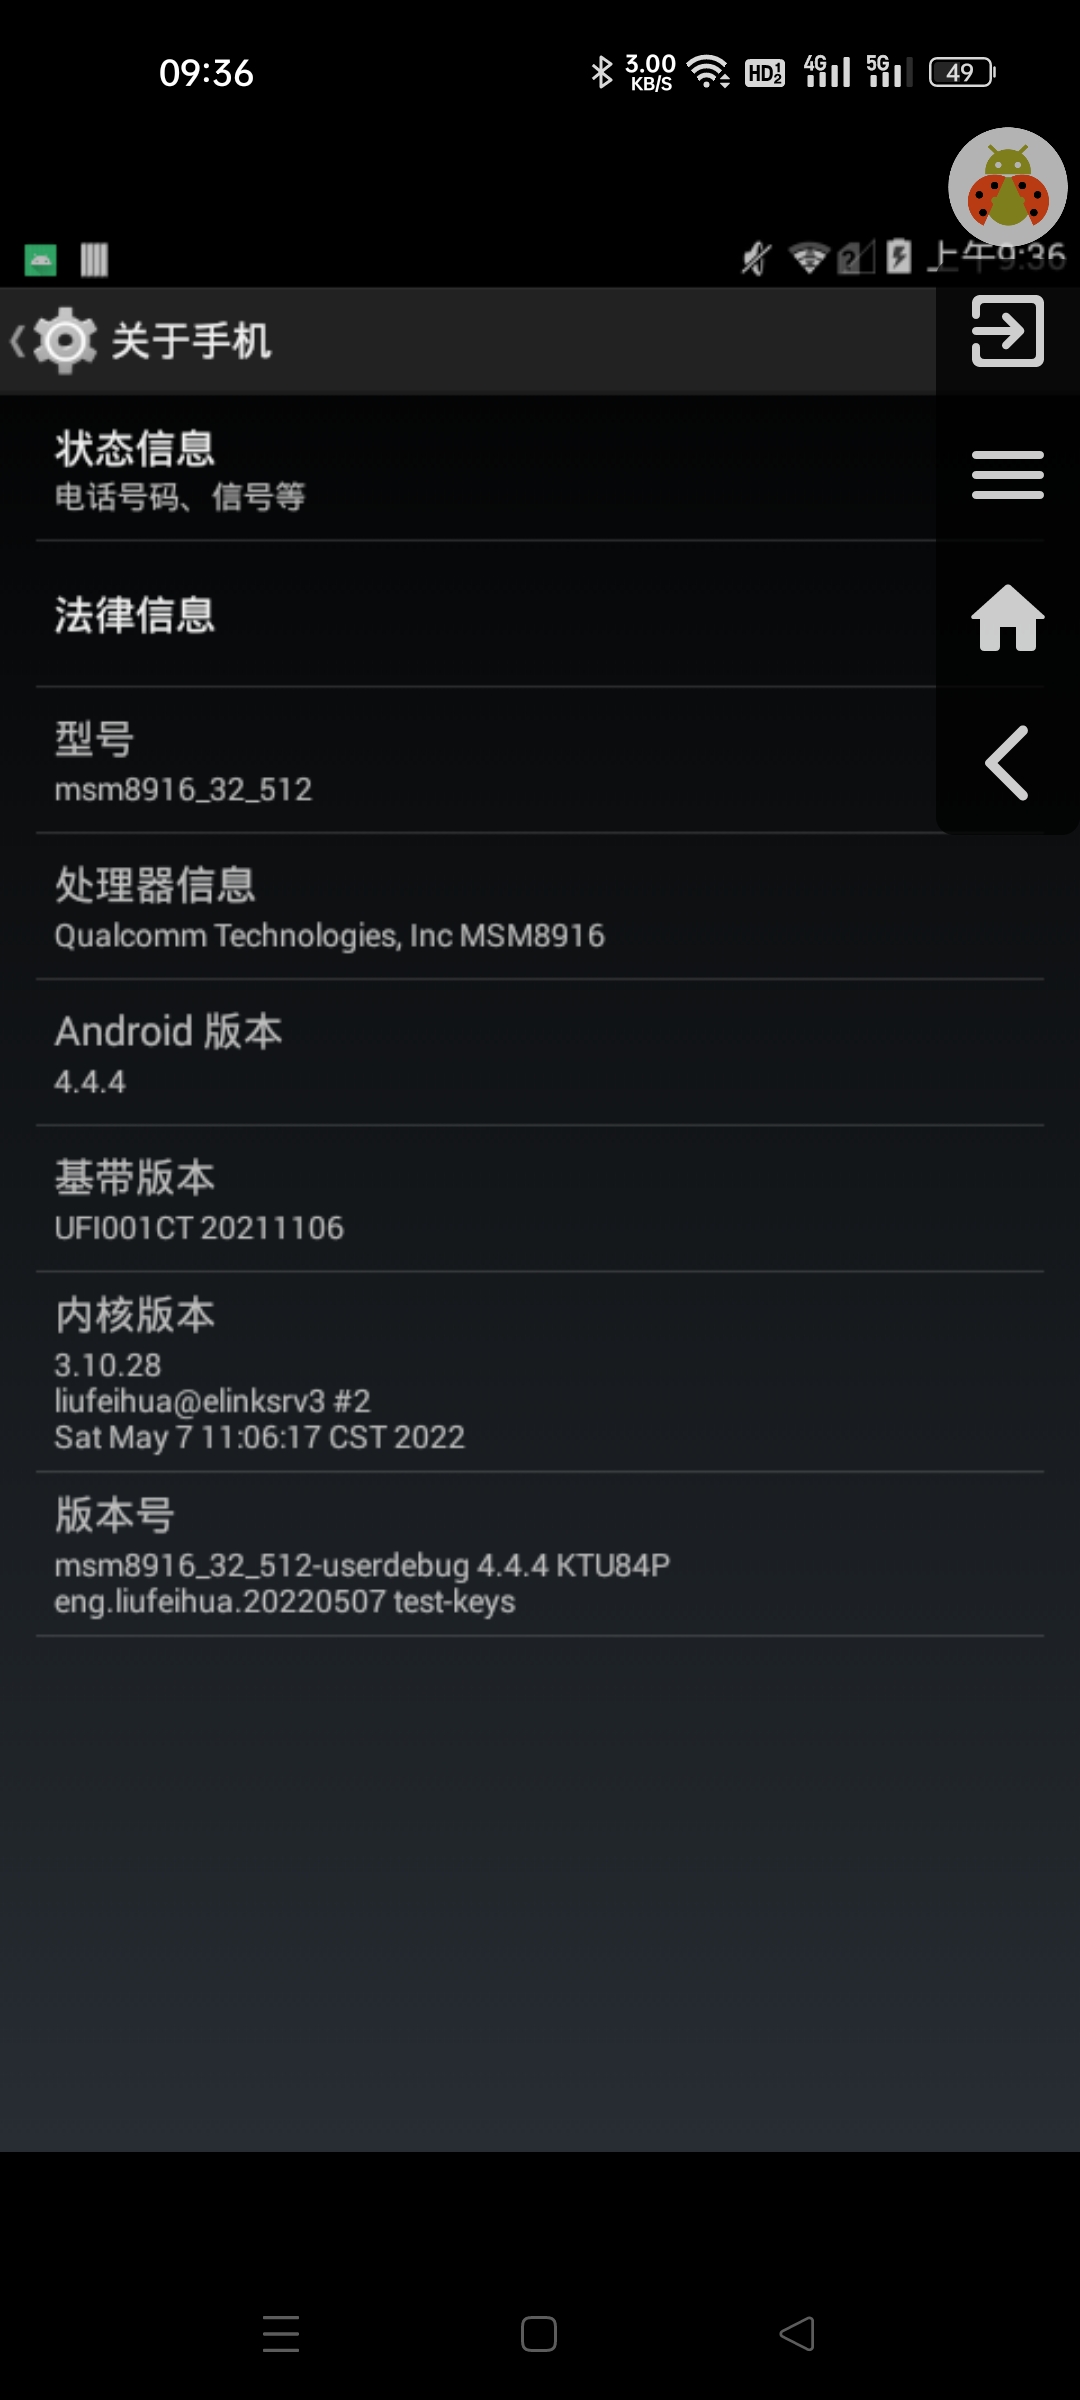 09:36
3.00
KB/S
HD 1 2
4G
5G
49
上午9:36
关于手机
状态信息
电话号码、信号等
法律信息
型号
msm8916_32_512
处理器信息
Qualcomm Technologies, Inc MSM8916
Android 版本
4.4.4
基带版本
UFI001CT 20211106
内核版本
3.10.28
liufeihua@elinksrv3 #2
Sat May 7 11:06:17 CST 2022
版本号
msm8916_32_512-userdebug 4.4.4 KTU84P
eng.liufeihua.20220507 test-keys